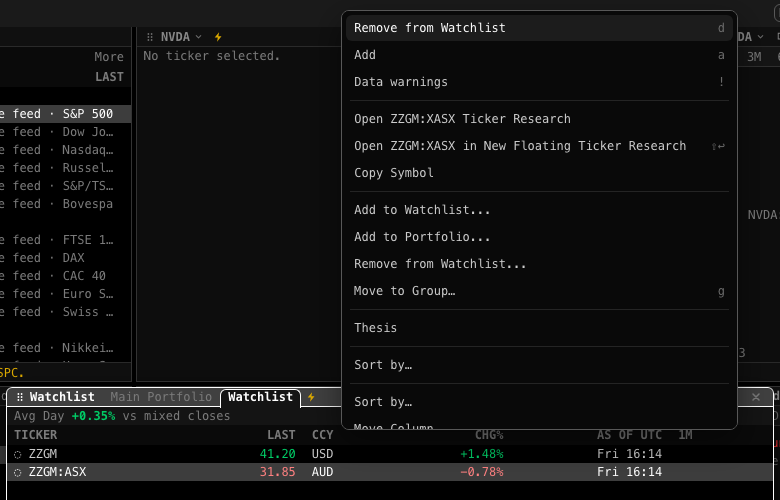 NVDA
No ticker selected.
More
LAST
e feed · S&P 500
e feed · Dow Jo…
e feed · Nasdaq…
e feed · Russel…
e feed · S&P/TS…
e feed · Bovespa
e feed · FTSE 1…
e feed · DAX
e feed · CAC 40
e feed · Euro S…
e feed · Swiss …
e feed · Nikkei…
SPC.
Remove from Watchlist d
Add a
Data warnings !
Open ZZGM:XASX Ticker Research
Open ZZGM:XASX in New Floating Ticker Research ⇧↵
Copy Symbol
Add to Watchlist...
Add to Portfolio...
Remove from Watchlist...
Move to Group… g
Thesis
Sort by…
Sort by…
Move Column
DA
3M
NVDA
3
Watchlist Main Portfolio Watchlist
Avg Day +0.35% vs mixed closes
TICKER LAST CCY CHG% AS OF UTC 1M
ZZGM 41.20 USD +1.48% Fri 16:14
ZZGM:ASX 31.85 AUD -0.78% Fri 16:14